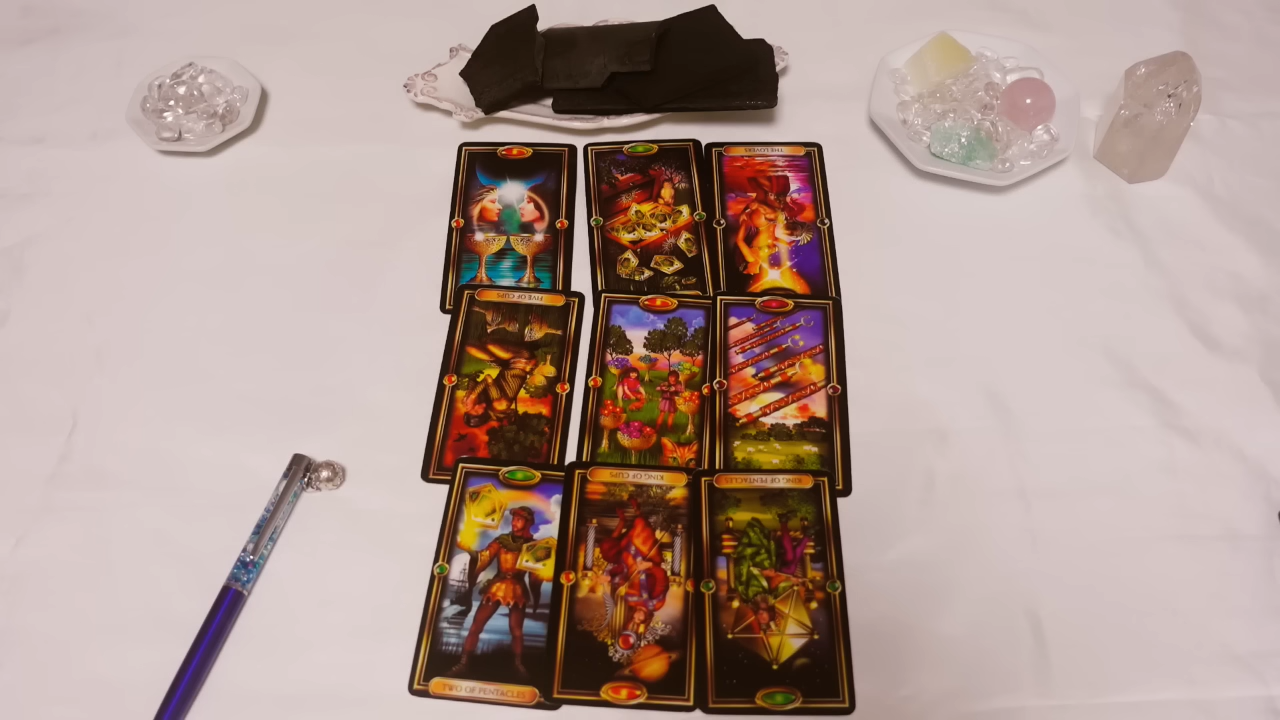 THE LOVERS
FIVE OF CUPS
KING OF CUPS
KING OF PENTACLES
TWO OF PENTACLES